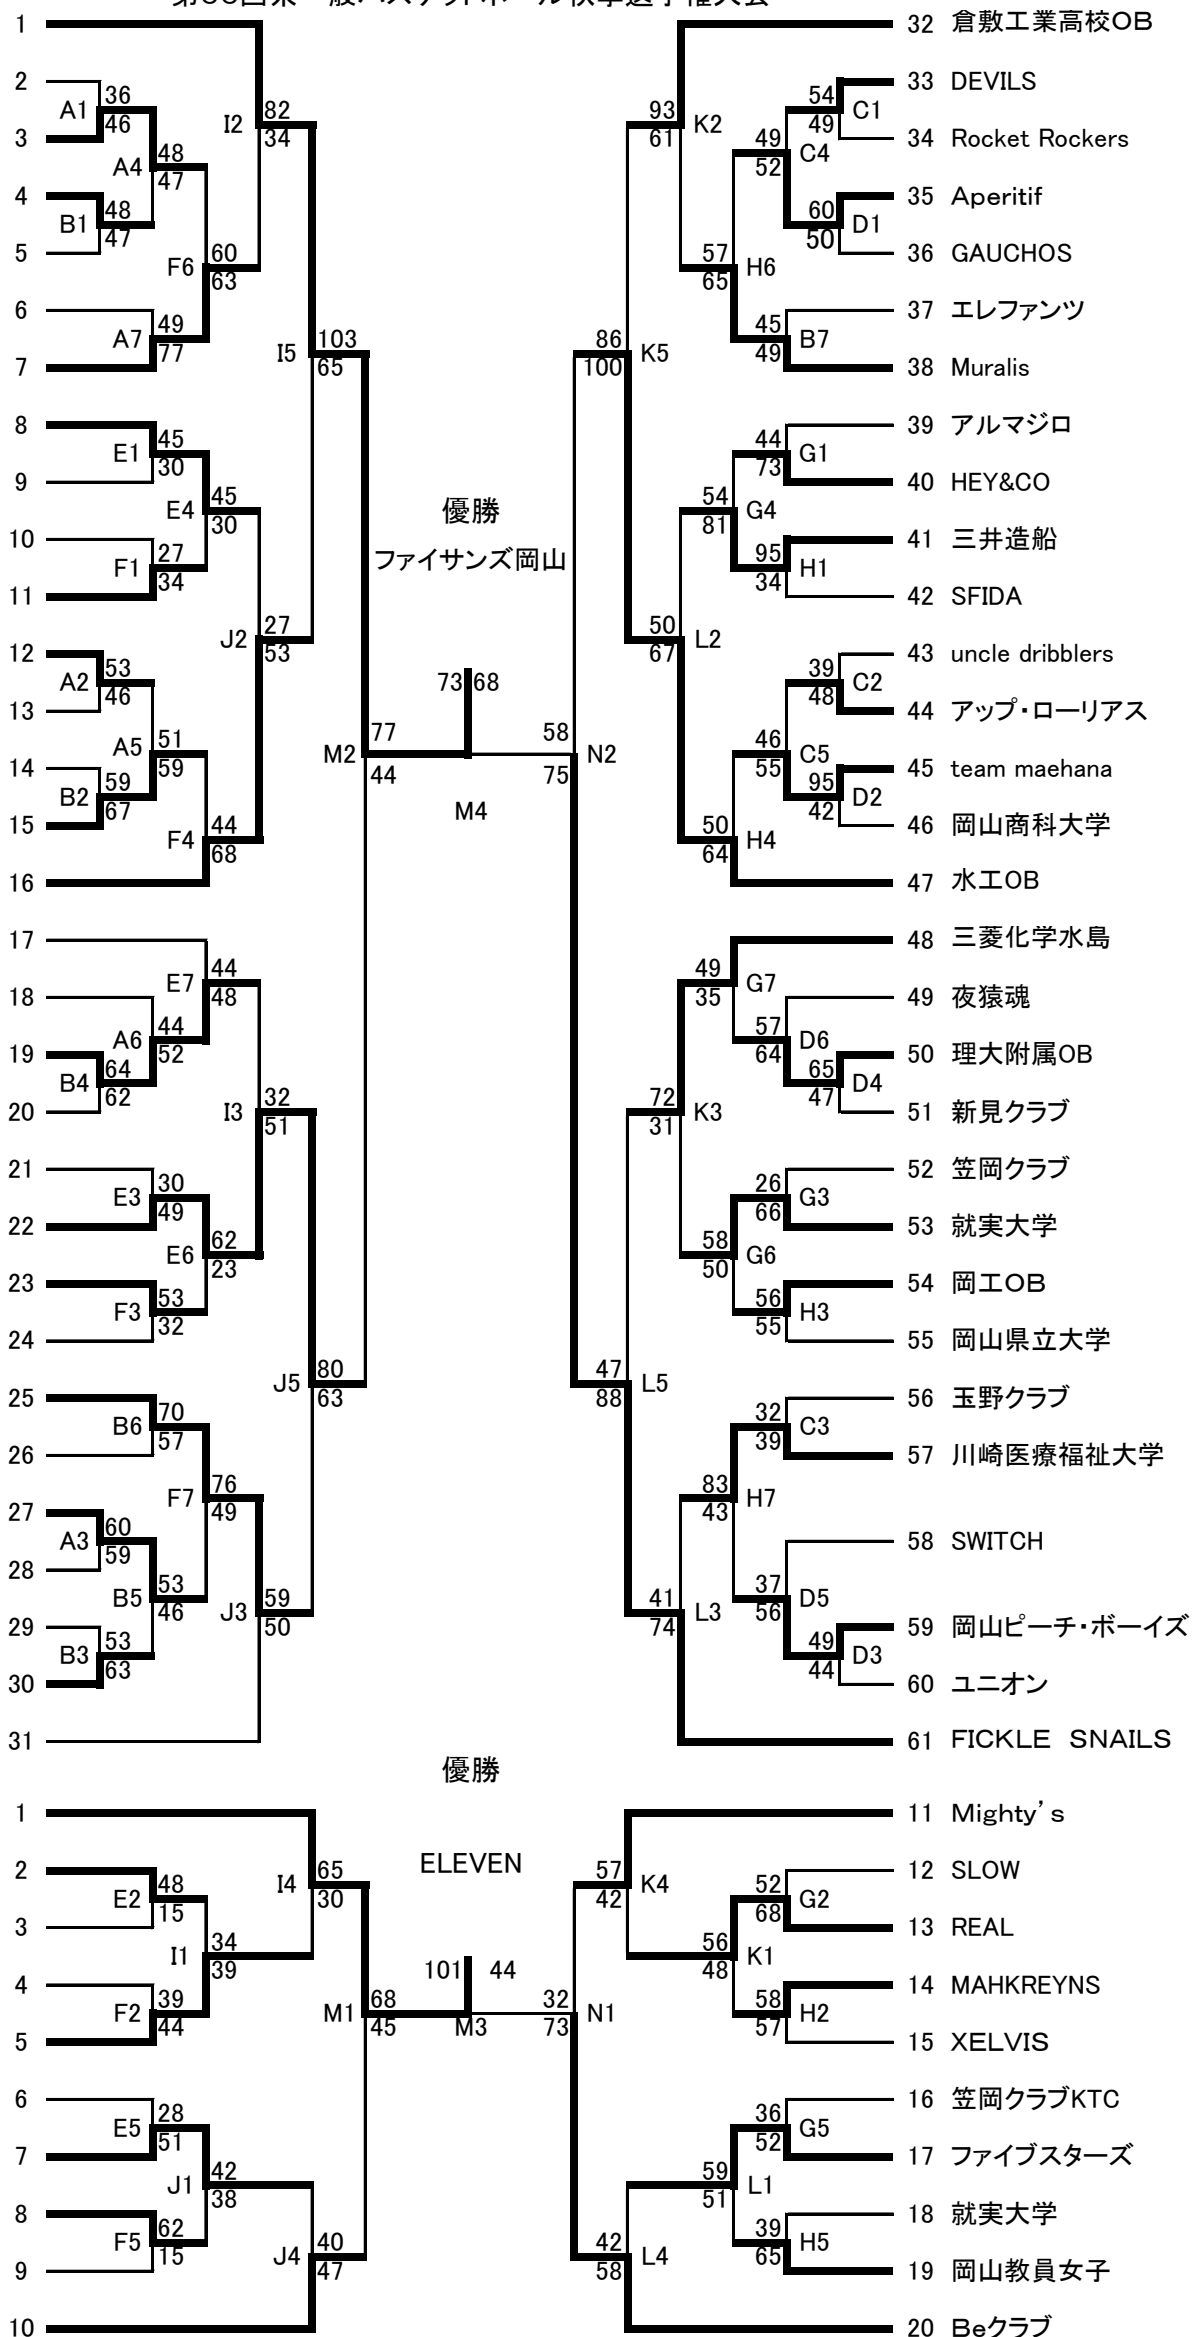 1
32 倉敷工業高校OB
2
33 DEVILS
36
A1
46
54
C1
49
3
34 Rocket Rockers
82
I2
34
93
K2
61
48
A4
47
49
C4
52
4
35 Aperitif
48
B1
47
60
D1
50
5
36 GAUCHOS
60
F6
63
57
H6
65
6
37 エレファンツ
49
A7
77
45
B7
49
7
38 Muralis
103
I5
65
86
K5
100
8
39 アルマジロ
45
E1
30
44
G1
73
9
40 HEY&CO
45
E4
30
54
G4
81
優勝
ファイサンズ岡山
10
41 三井造船
27
F1
34
95
H1
34
11
42 SFIDA
27
J2
53
50
L2
67
12
43 uncle dribblers
53
A2
46
39
C2
48
13
44 アップ・ローリアス
73 68
51
A5
59
46
C5
55
77
M2
44
58
N2
75
M4
14
45 team maehana
59
B2
67
95
D2
42
15
46 岡山商科大学
44
F4
68
50
H4
64
16
47 水工OB
17
48 三菱化学水島
44
E7
48
49
G7
35
18
49 夜猿魂
44
A6
52
57
D6
64
19
50 理大附属OB
64
B4
62
65
D4
47
20
51 新見クラブ
32
I3
51
72
K3
31
21
52 笠岡クラブ
30
E3
49
26
G3
66
22
53 就実大学
62
E6
23
58
G6
50
23
54 岡工OB
53
F3
32
56
H3
55
24
55 岡山県立大学
80
J5
63
47
L5
88
25
56 玉野クラブ
70
B6
57
32
C3
39
26
57 川崎医療福祉大学
76
F7
49
83
H7
43
27
58 SWITCH
60
A3
59
28
53
B5
46
37
D5
56
59
J3
50
41
L3
74
29
59 岡山ピーチ・ボーイズ
53
B3
63
49
D3
44
30
60 ユニオン
31
61 FICKLE SNAILS
優勝
1
11 Mighty's
ELEVEN
2
12 SLOW
65
I4
30
57
K4
42
48
E2
15
52
G2
68
3
13 REAL
34
I1
39
56
K1
48
101 44
4
14 MAHKREYNS
39
F2
44
58
H2
57
68
M1
45
M3
32
N1
73
5
15 XELVIS
6
16 笠岡クラブKTC
28
E5
51
36
G5
52
7
17 ファイブスターズ
42
J1
38
59
L1
51
8
18 就実大学
62
F5
15
39
H5
65
40
J4
47
42
L4
58
9
19 岡山教員女子
10
20 Beクラブ